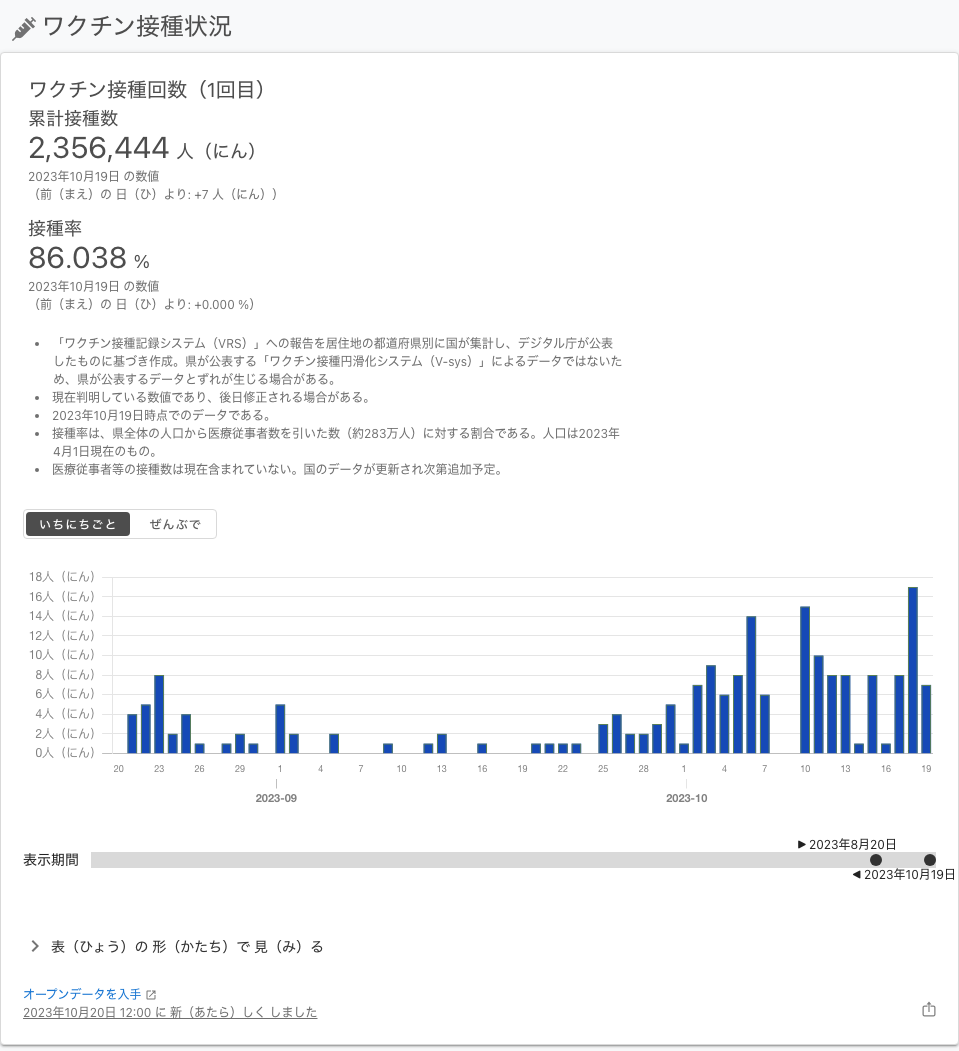 ワクチン接種状況
ワクチン接種回数（1回目）
累計接種数
2,356,444 人（にん）
2023年10月19日 の数値
（前（まえ）の 日（ひ）より: +7 人（にん））
接種率
86.038 %
2023年10月19日 の数値
（前（まえ）の 日（ひ）より: +0.000 %）
• 「ワクチン接種記録システム（VRS）」への報告を居住地の都道府県別に国が集計し、デジタル庁が公表
したものに基づき作成。県が公表する「ワクチン接種円滑化システム（V-sys）」によるデータではないた
め、県が公表するデータとずれが生じる場合がある。
• 現在判明している数値であり、後日修正される場合がある。
• 2023年10月19日時点でのデータである。
• 接種率は、県全体の人口から医療従事者数を引いた数（約283万人）に対する割合である。人口は2023年
4月1日現在のもの。
• 医療従事者等の接種数は現在含まれていない。国のデータが更新され次第追加予定。
いちにちごと ぜんぶで
18人（にん）
16人（にん）
14人（にん）
12人（にん）
10人（にん）
8人（にん）
6人（にん）
4人（にん）
2人（にん）
0人（にん）
20 23 26 29 1 4 7 10 13 16 19 22 25 28 1 4 7 10 13 16 19
2023-09 2023-10
▶ 2023年8月20日
表示期間
◀ 2023年10月19日
表（ひょう）の 形（かたち）で 見（み）る
オープンデータを入手
2023年10月20日 12:00 に 新（あたら）しく しました